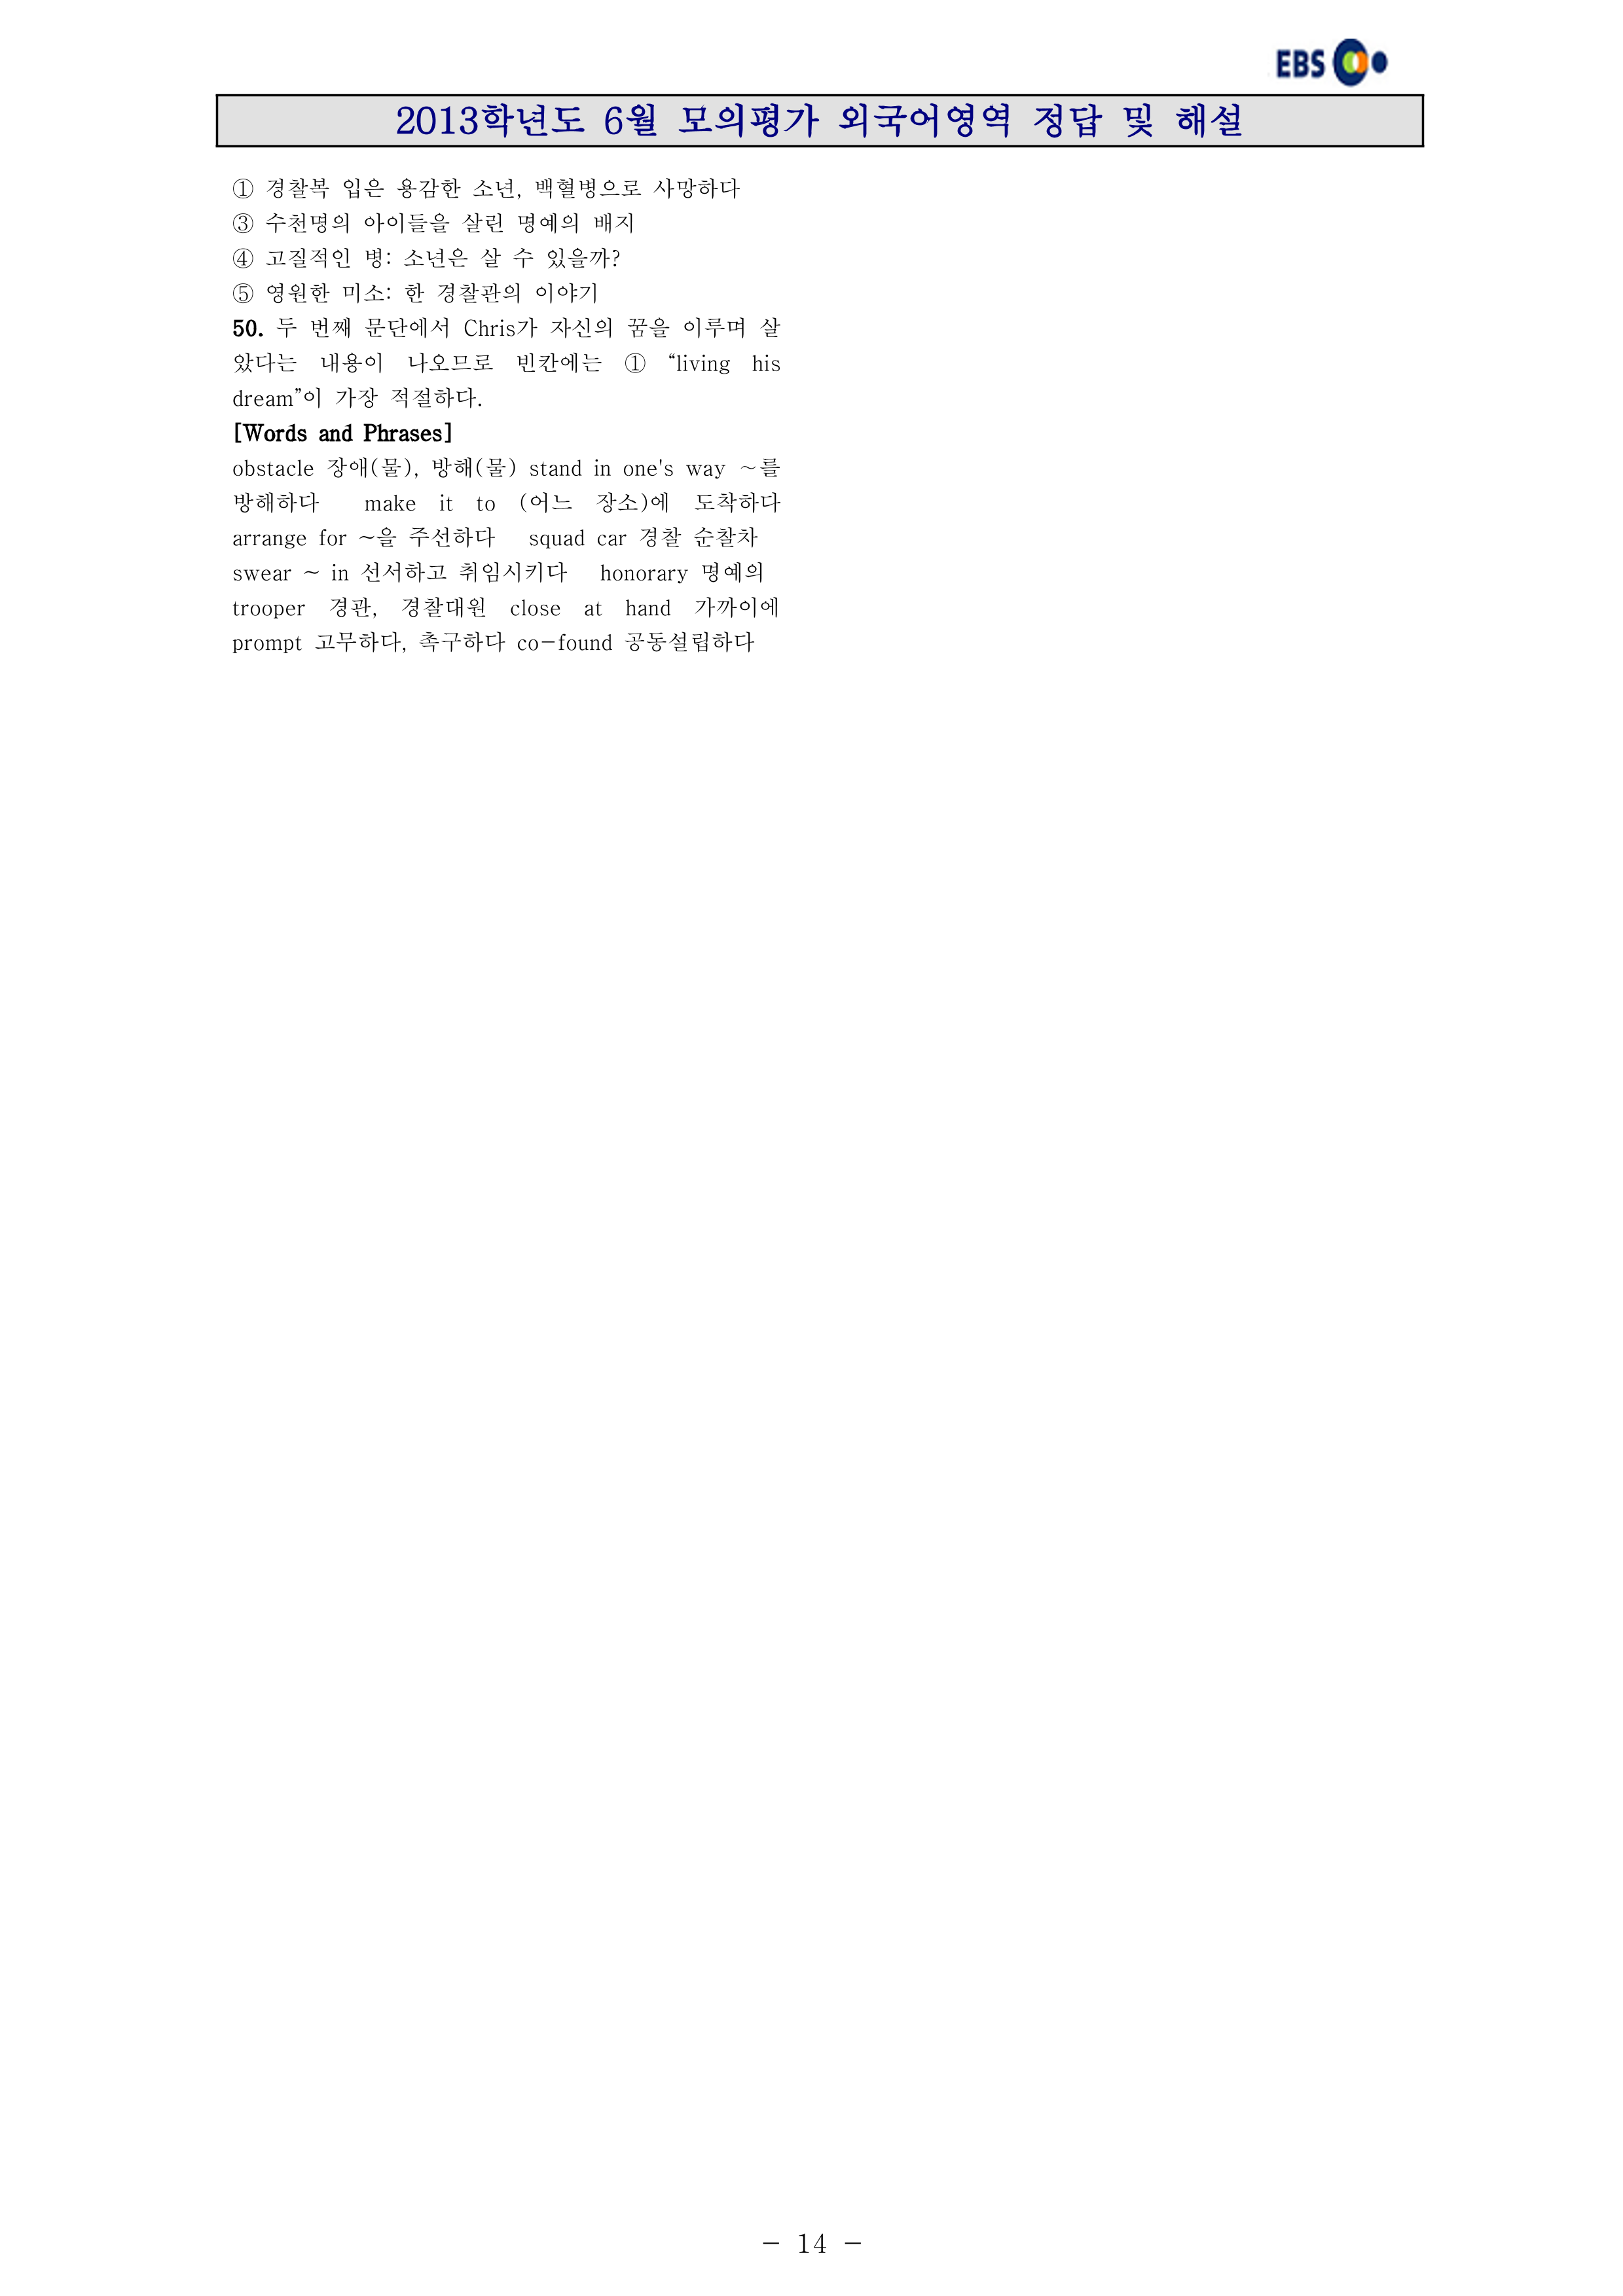 EBS
2013학년도 6월 모의평가 외국어영역 정답 및 해설
① 경찰복 입은 용감한 소년, 백혈병으로 사망하다
③ 수천명의 아이들을 살린 명예의 배지
④ 고질적인 병: 소년은 살 수 있을까?
⑤ 영원한 미소: 한 경찰관의 이야기
50. 두 번째 문단에서 Chris가 자신의 꿈을 이루며 살
았다는 내용이 나오므로 빈칸에는 ① “living his
dream”이 가장 적절하다.
[Words and Phrases]
obstacle 장애(물), 방해(물) stand in one's way ～를
방해하다 make it to (어느 장소)에 도착하다
arrange for ~을 주선하다 squad car 경찰 순찰차
swear ~ in 선서하고 취임시키다 honorary 명예의
trooper 경관, 경찰대원 close at hand 가까이에
prompt 고무하다, 촉구하다 co-found 공동설립하다
- 14 -